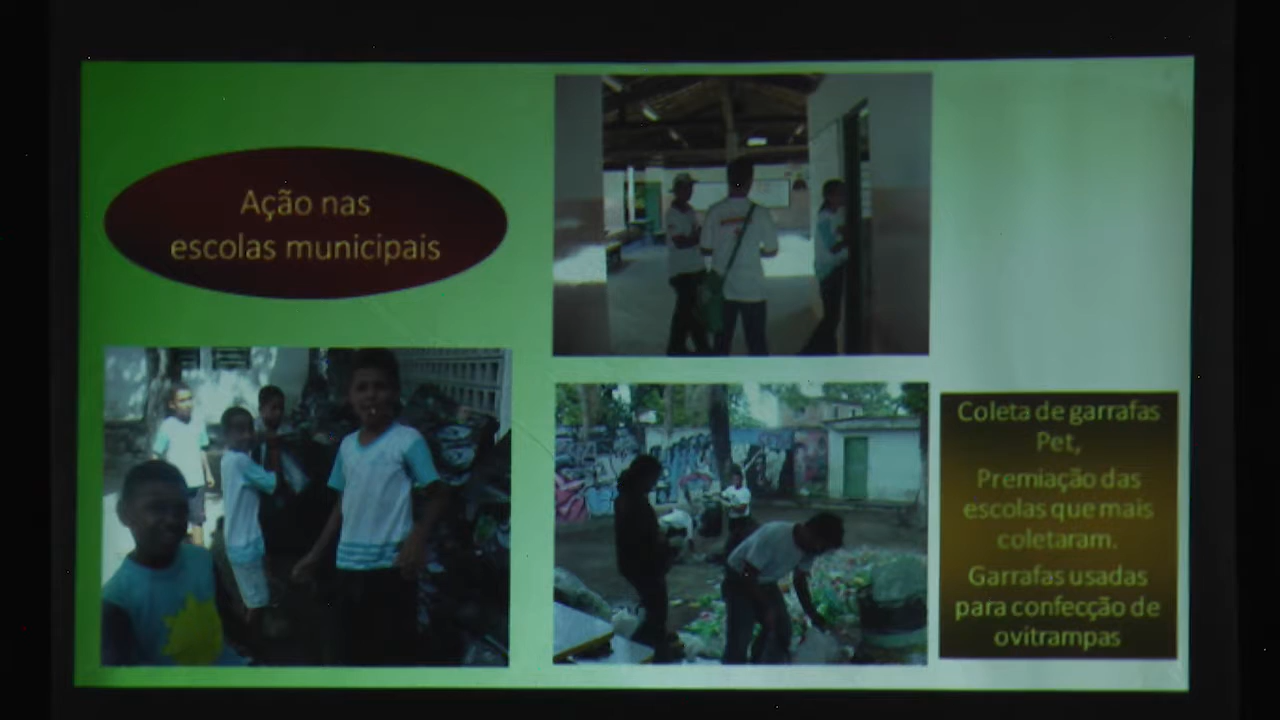 Ação nas
escolas municipais
Coleta de garrafas
Pet,
Premiação das
escolas que mais
coletaram.
Garrafas usadas
para confecção de
ovitrampas